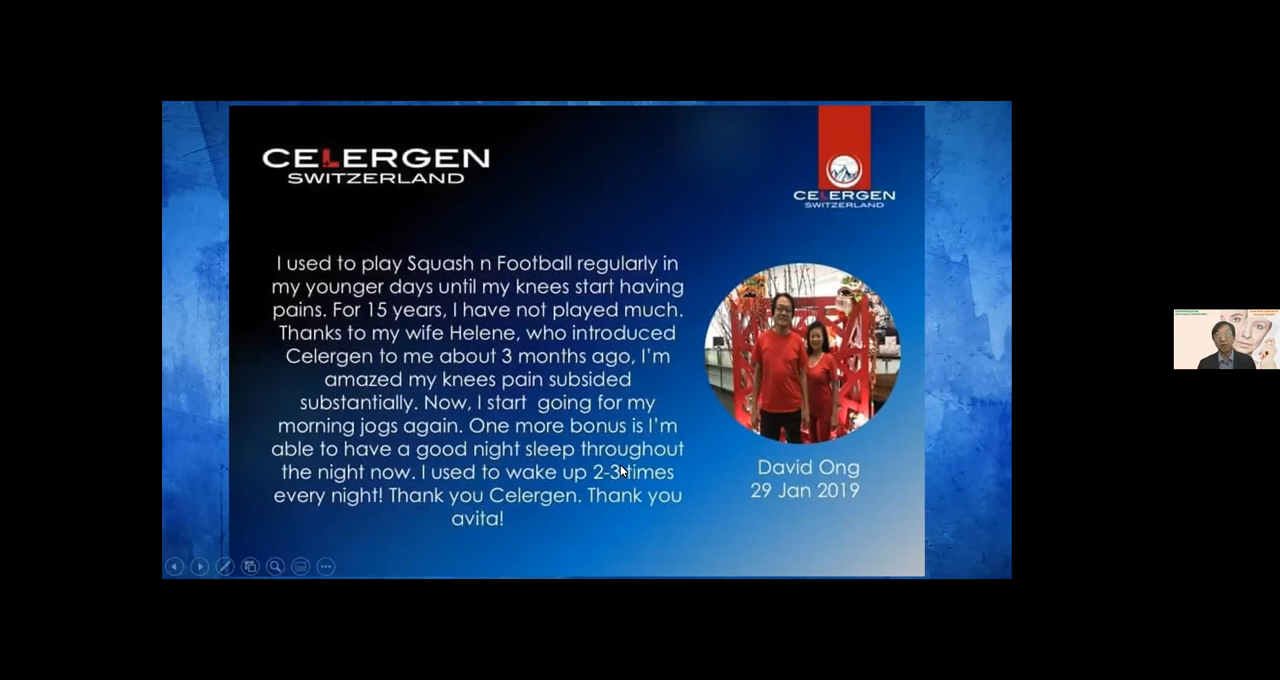 CELERGEN
SWITZERLAND
CELERGEN
SWITZERLAND
I used to play Squash n Football regularly in
my younger days until my knees start having
pains. For 15 years, I have not played much.
Thanks to my wife Helene, who introduced
Celergen to me about 3 months ago, I'm
amazed my knees pain subsided
substantially. Now, I start going for my
morning jogs again. One more bonus is I'm
able to have a good night sleep throughout
the night now. I used to wake up 2-3 times
every night! Thank you Celergen. Thank you
avita!
David Ong
29 Jan 2019